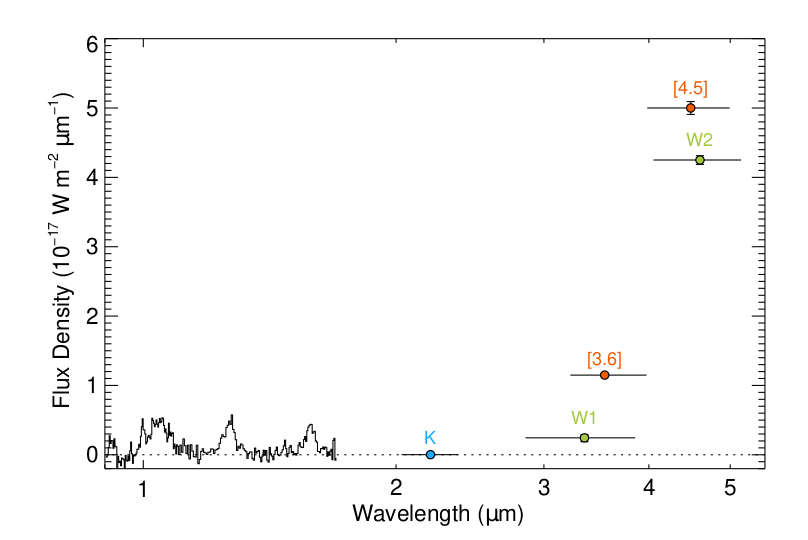 6
5
4
3
2
1
0
Flux Density (10⁻¹⁷ W m⁻² µm⁻¹)
[4.5]
W2
[3.6]
W1
K
1 2 3 4 5
Wavelength (µm)